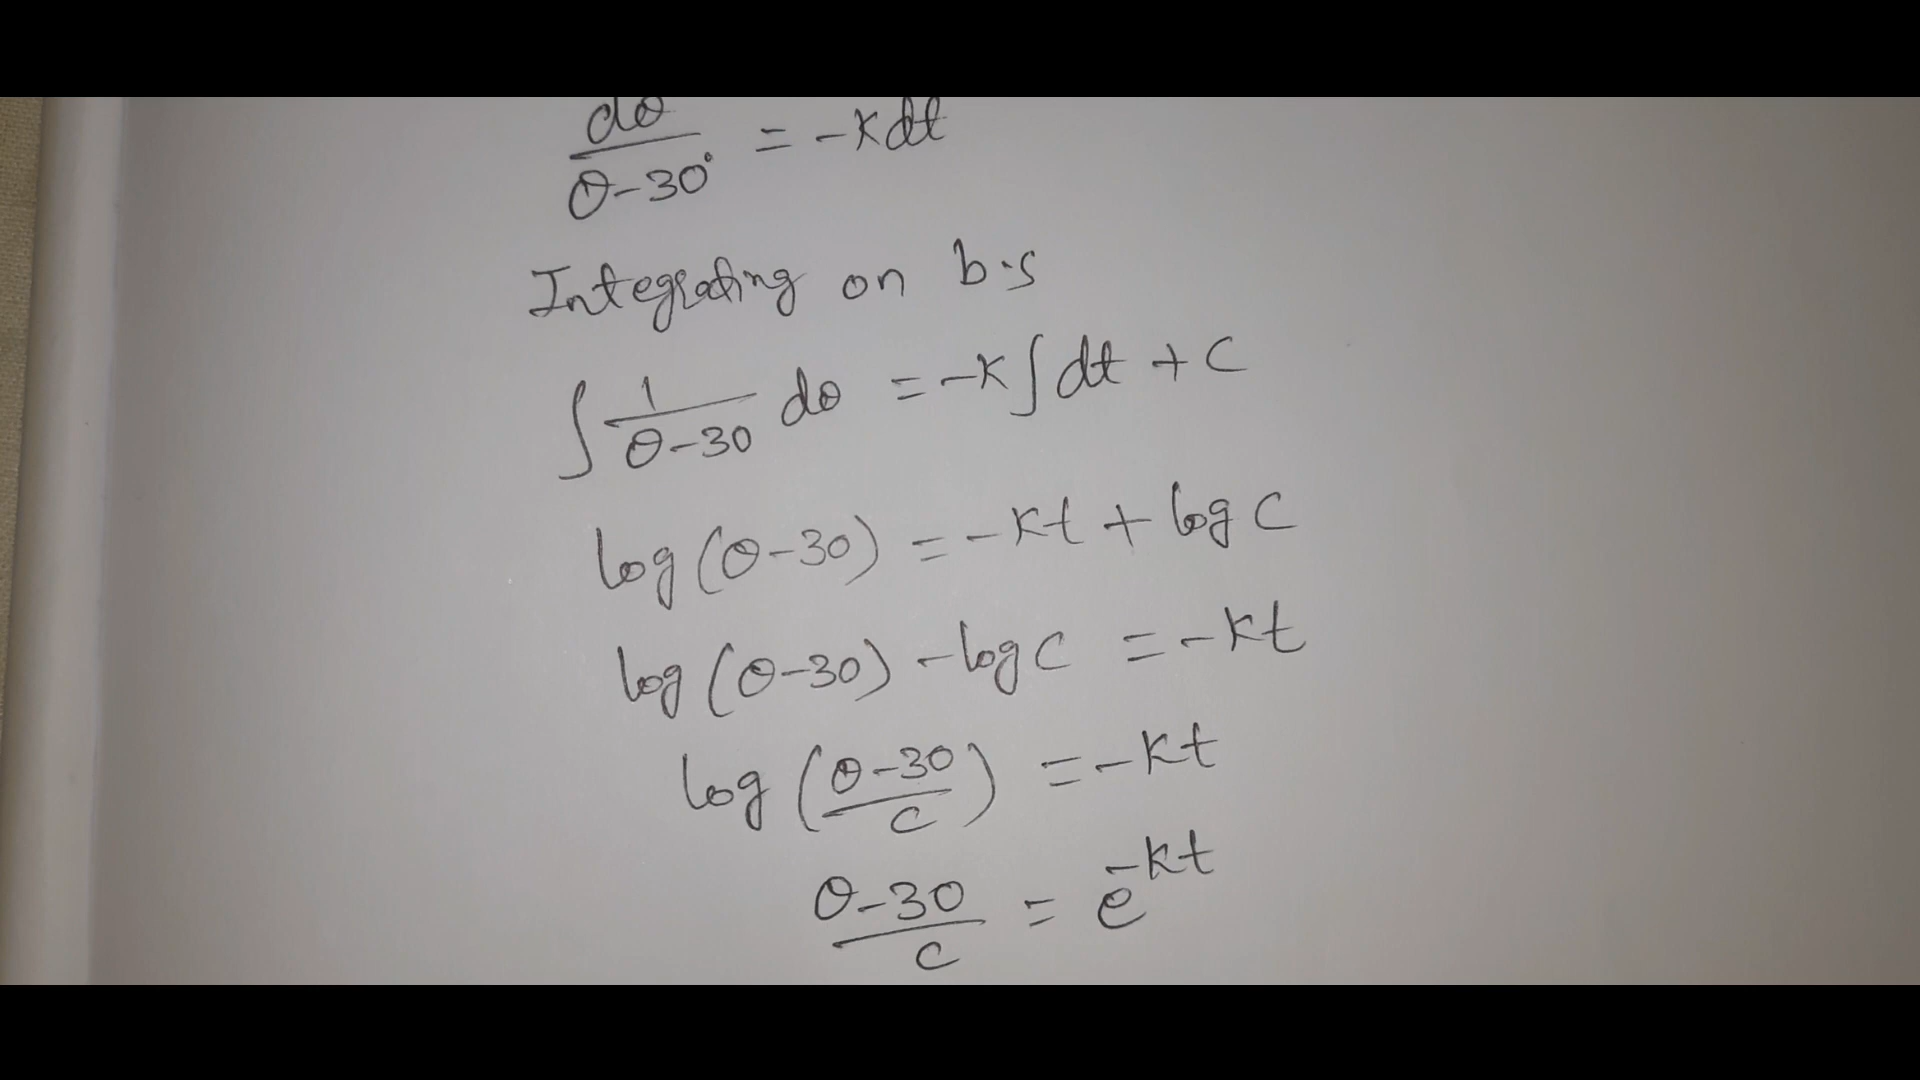 dθ/θ-30° = -kdt
Integrating on b.s
∫ 1/θ-30 dθ = -k∫dt + c
log(θ-30) = -kt + log c
log(θ-30) - log c = -kt
log(θ-30/c) = -kt
θ-30/c = e^-kt